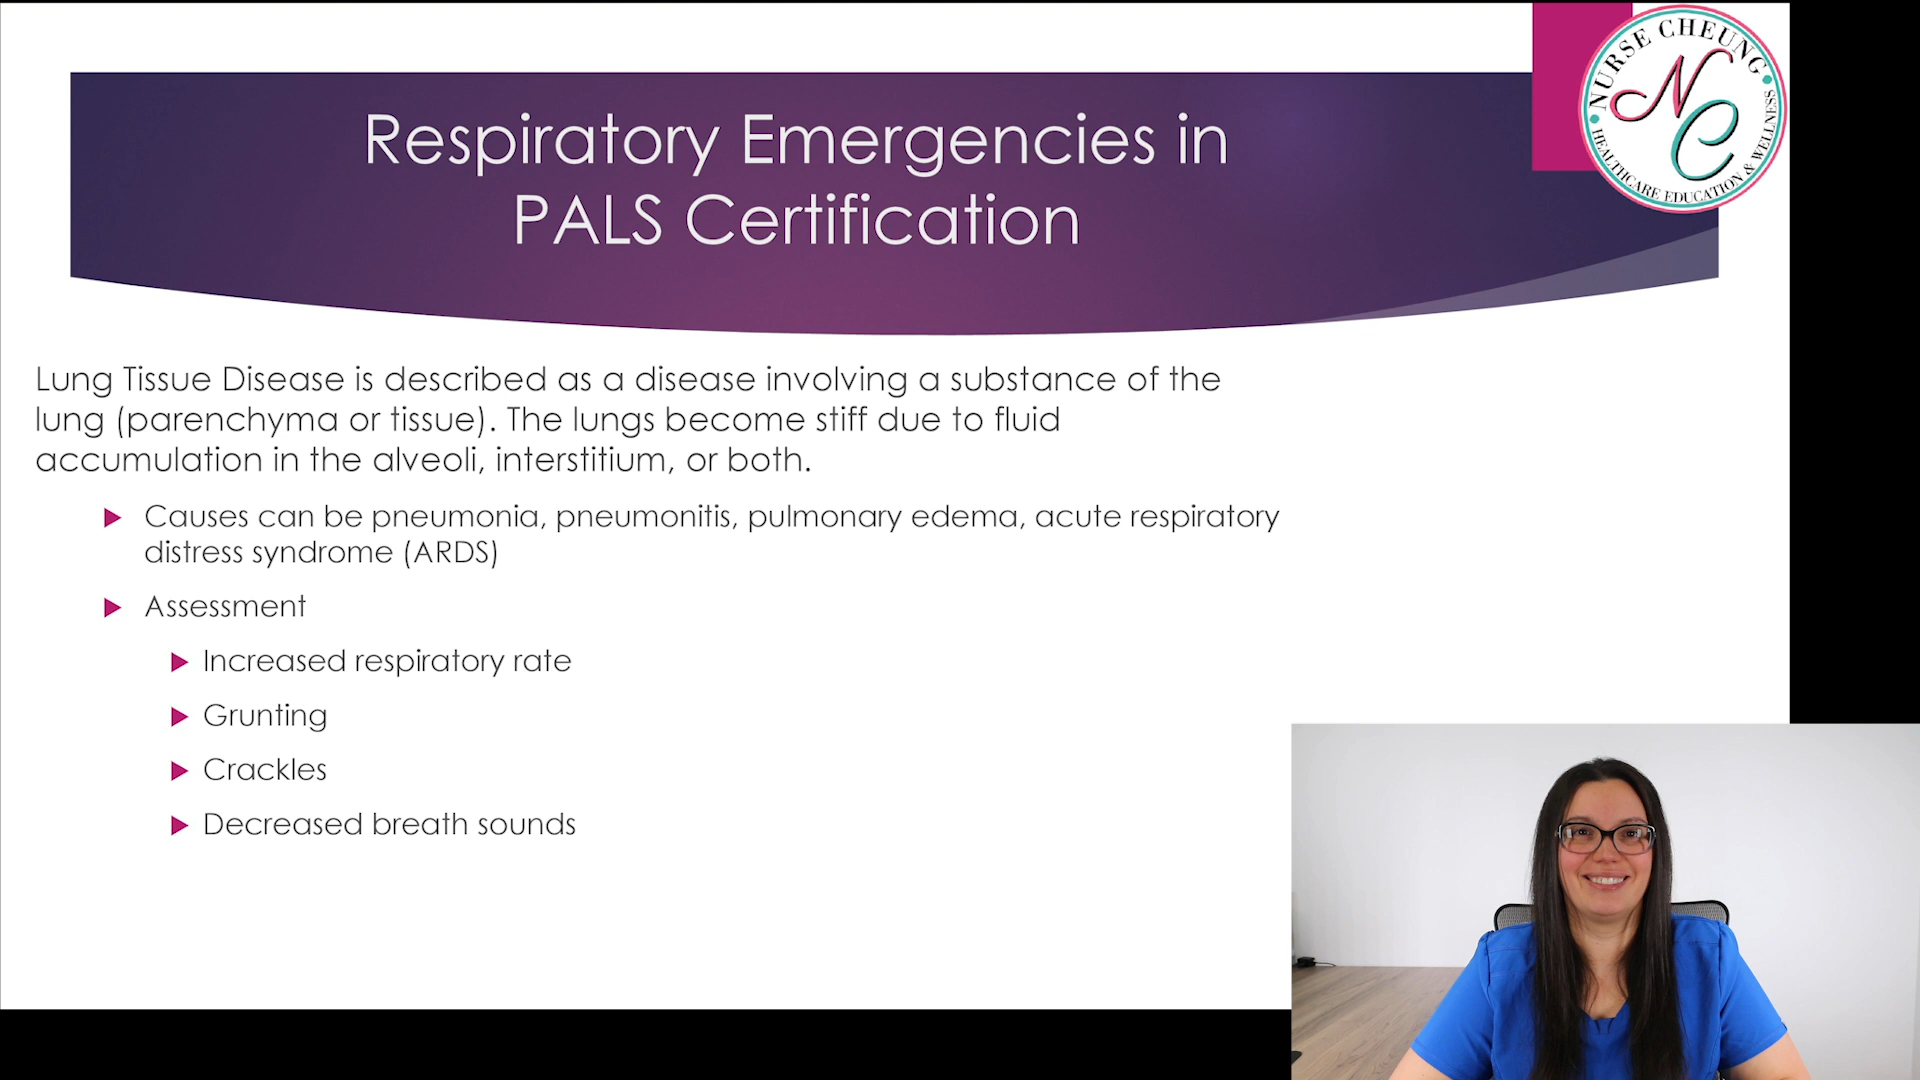 Respiratory Emergencies in
PALS Certification
NURSE CHEUNG
NC
HEALTHCARE EDUCATION & WELLNESS
Lung Tissue Disease is described as a disease involving a substance of the
lung (parenchyma or tissue). The lungs become stiff due to fluid
accumulation in the alveoli, interstitium, or both.
Causes can be pneumonia, pneumonitis, pulmonary edema, acute respiratory
distress syndrome (ARDS)
Assessment
Increased respiratory rate
Grunting
Crackles
Decreased breath sounds